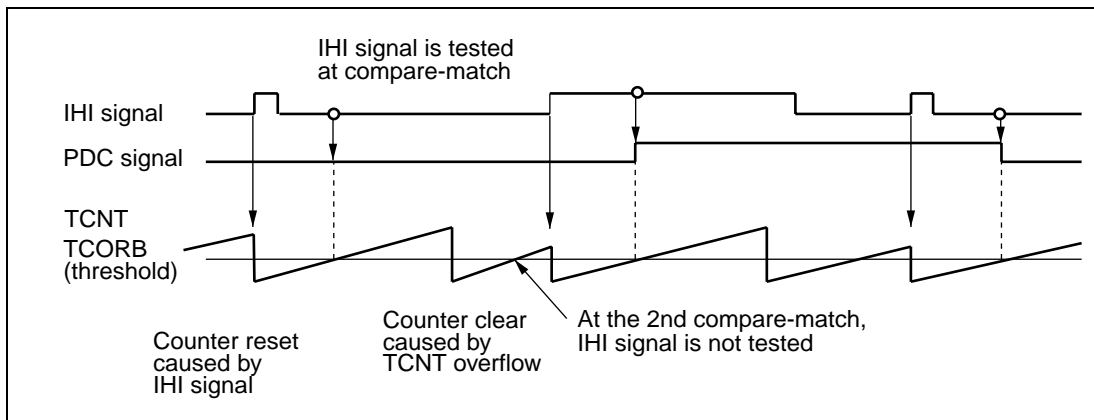 IHI signal is tested
at compare-match
IHI signal
PDC signal
TCNT
TCORB
(threshold)
Counter reset
caused by
IHI signal
Counter clear
caused by
TCNT overflow
At the 2nd compare-match,
IHI signal is not tested